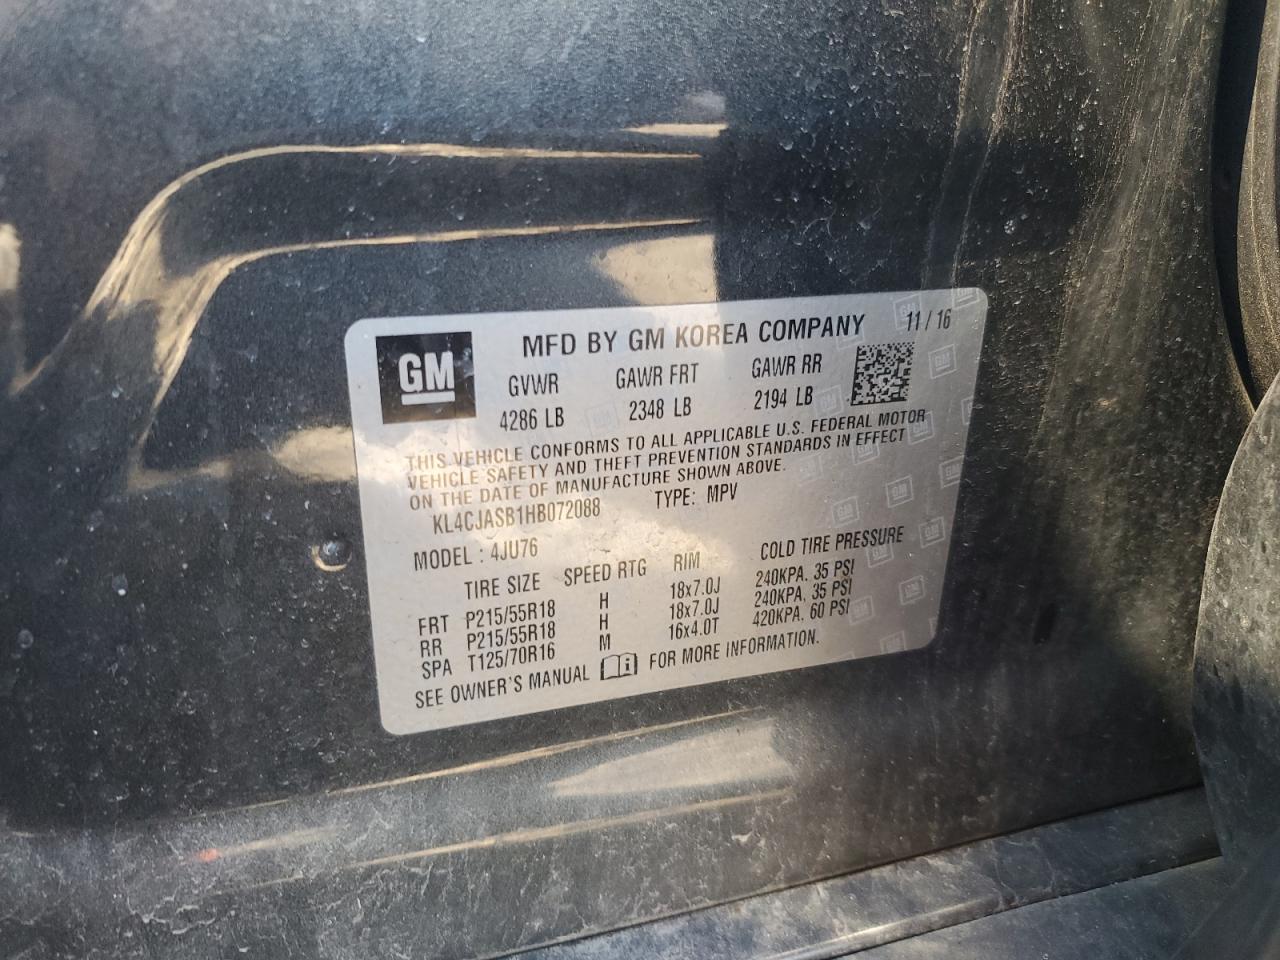 GM
MFD BY GM KOREA COMPANY 11 / 16
GVWR GAWR FRT GAWR RR
4286 LB 2348 LB 2194 LB
THIS VEHICLE CONFORMS TO ALL APPLICABLE U.S. FEDERAL MOTOR
VEHICLE SAFETY AND THEFT PREVENTION STANDARDS IN EFFECT
ON THE DATE OF MANUFACTURE SHOWN ABOVE.
KL4CJASB1HB072088 TYPE: MPV
MODEL : 4JU76
TIRE SIZE SPEED RTG RIM COLD TIRE PRESSURE
FRT P215/55R18 H 18x7.0J 240KPA, 35 PSI
RR P215/55R18 H 18x7.0J 240KPA, 35 PSI
SPA T125/70R16 M 16x4.0T 420KPA, 60 PSI
SEE OWNER'S MANUAL FOR MORE INFORMATION.